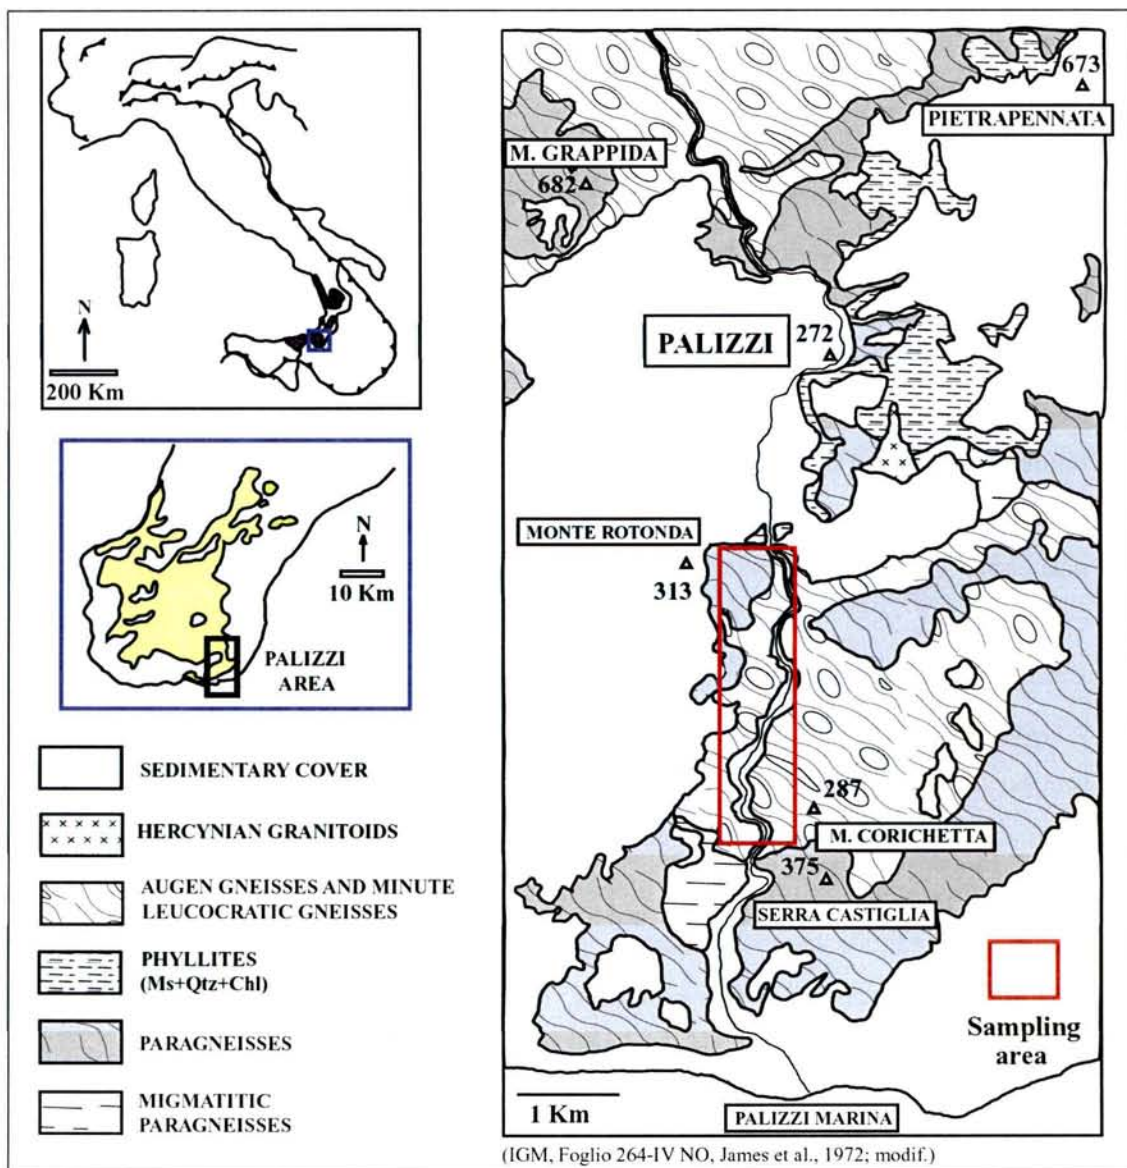 N
200 Km
N
10 Km
PALIZZI
AREA
SEDIMENTARY COVER
HERCYNIAN GRANITOIDS
AUGEN GNEISSES AND MINUTE
LEUCOCRATIC GNEISSES
PHYLLITES
(Ms+Qtz+Chl)
PARAGNEISSES
MIGMATITIC
PARAGNEISSES
673
PIETRAPENNATA
M. GRAPPIDA
682
PALIZZI
272
MONTE ROTONDA
313
287
M. CORICHETTA
375
SERRA CASTIGLIA
Sampling
area
1 Km
PALIZZI MARINA
(IGM, Foglio 264-IV NO, James et al., 1972; modif.)